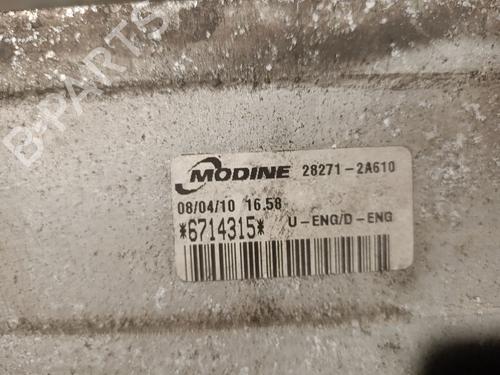 B-PARTS
MODINE 28271-2A610
08/04/10 16.58
*6714315* U-ENG/D-ENG